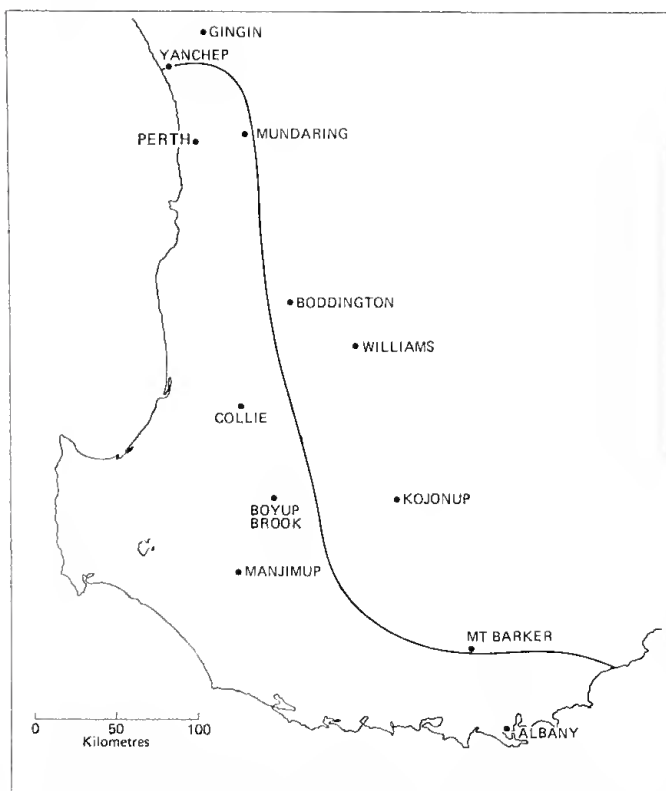 GINGIN
YANCHEP
PERTH
MUNDARING
BODDINGTON
WILLIAMS
COLLIE
BOYUP
BROOK
KOJONUP
MANJIMUP
MT BARKER
0 50 100
Kilometres
ALBANY